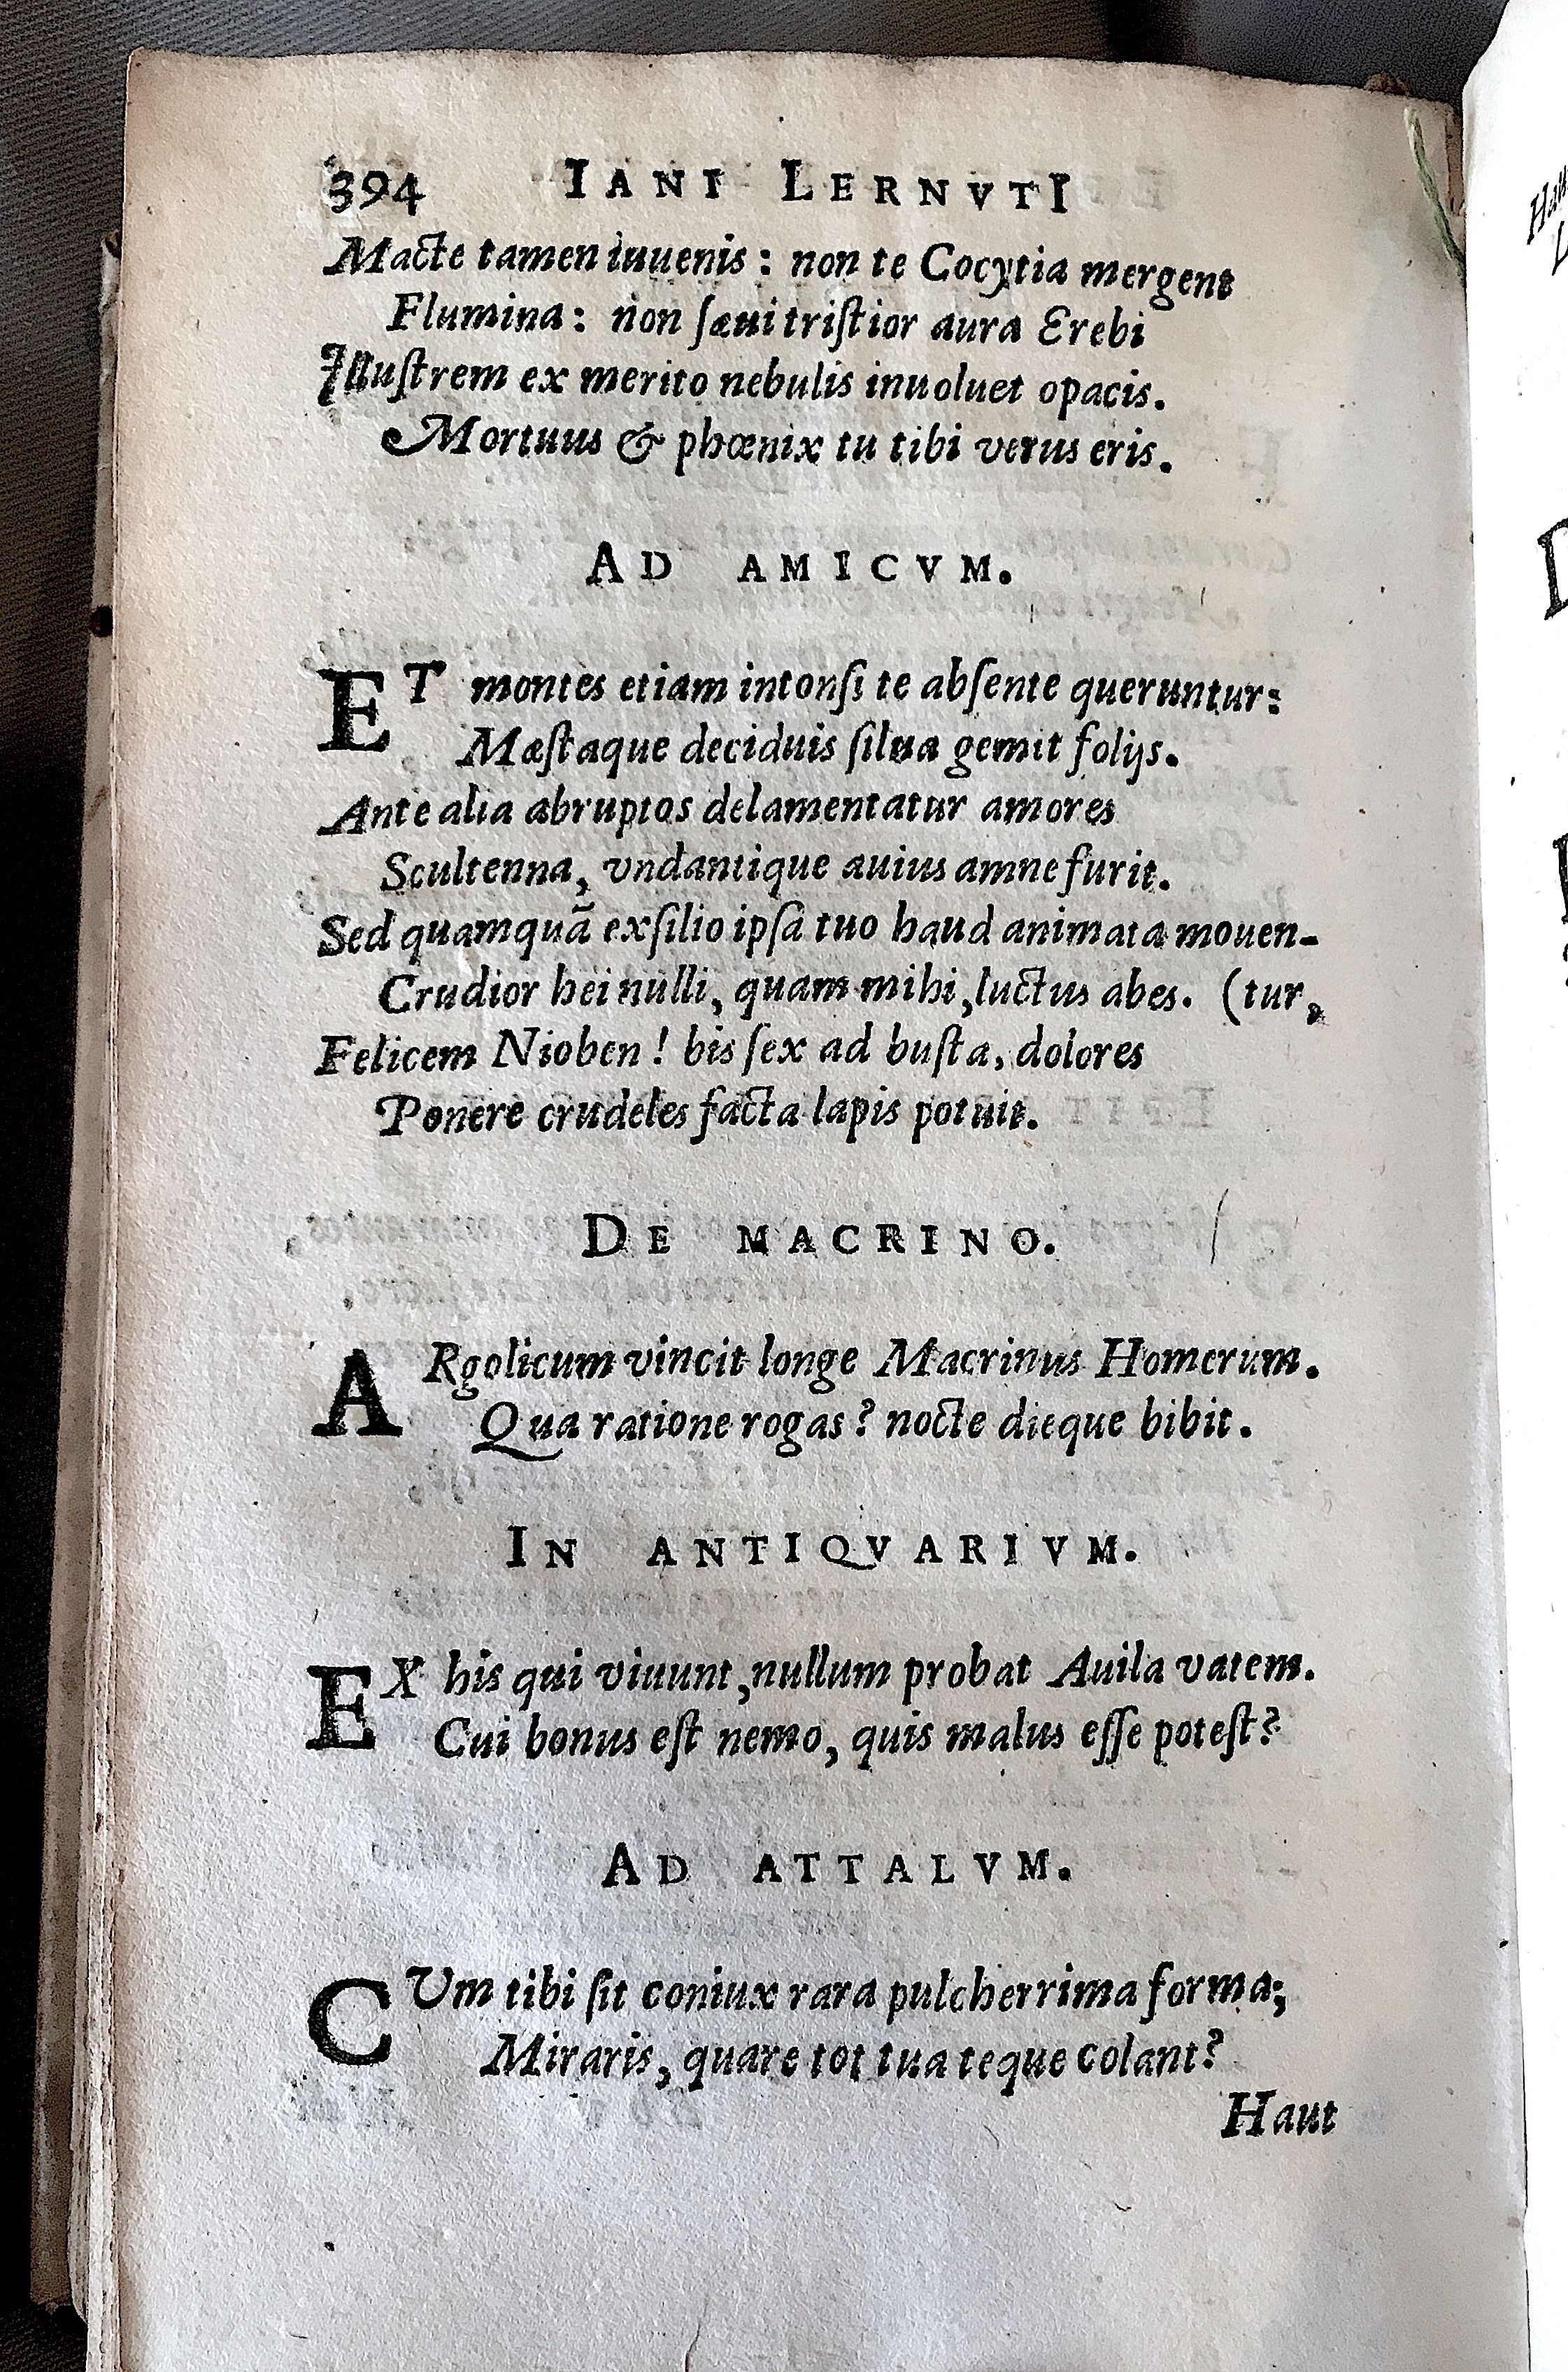 394 IANI LERNVTI
Macte tamen iuuenis : non te Cocytia mergent
Flumina : non sæui tristior aura Erebi
Illustrem ex merito nebulis inuoluet opacis.
Mortuus & phœnix tu tibi verus eris.
AD AMICVM.
ET montes etiam intonsi te absente queruntur:
Mæstaque deciduis silua gemit folijs.
Ante alia abruptos delamentatur amores
Scultenna, vndantique auius amne furit.
Sed quamquã exsilio ipsa tuo haud animata mouen-
Crudior hei nulli, quam mihi, luctus abes. (tur,
Felicem Nioben ! bis sex ad busta, dolores
Ponere crudeles facta lapis potuit.
DE MACRINO.
ARgolicum vincit longe Macrinus Homerum.
Qua ratione rogas ? nocte dieque bibit.
IN ANTIQVARIVM.
EX his qui viuunt, nullum probat Auila vatem.
Cui bonus est nemo, quis malus esse potest?
AD ATTALVM.
CUm tibi sit coniux rara pulcherrima forma;
Miraris, quare tot tua teque colant?
Haut